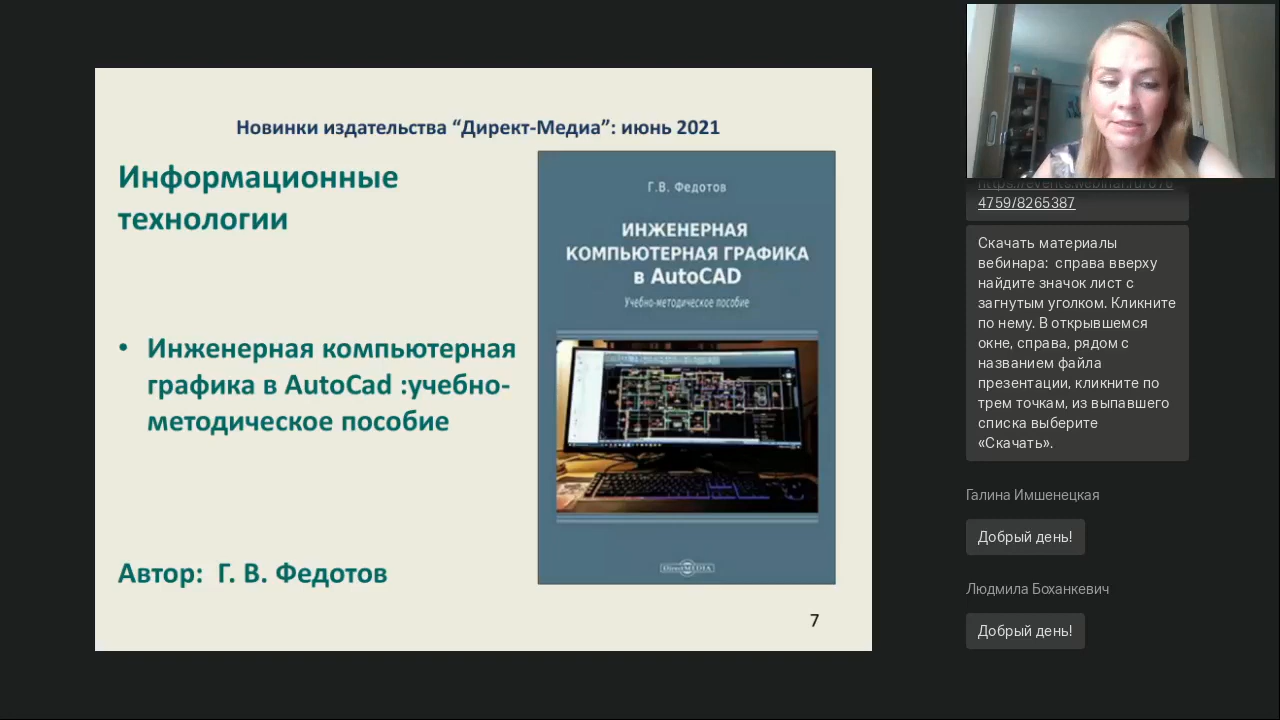 Новинки издательства “Директ-Медиа”: июнь 2021
Информационные
технологии
• Инженерная компьютерная
графика в AutoCad :учебно-
методическое пособие
Автор: Г. В. Федотов
Г.В. Федотов
ИНЖЕНЕРНАЯ
КОМПЬЮТЕРНАЯ ГРАФИКА
в AutoCAD
Учебно-методическое пособие
DirectMEDIA
7
4759/8265387
Скачать материалы
вебинара: справа вверху
найдите значок лист с
загнутым уголком. Кликните
по нему. В открывшемся
окне, справа, рядом с
названием файла
презентации, кликните по
трем точкам, из выпавшего
списка выберите
«Скачать».
Галина Имшенецкая
Добрый день!
Людмила Боханкевич
Добрый день!